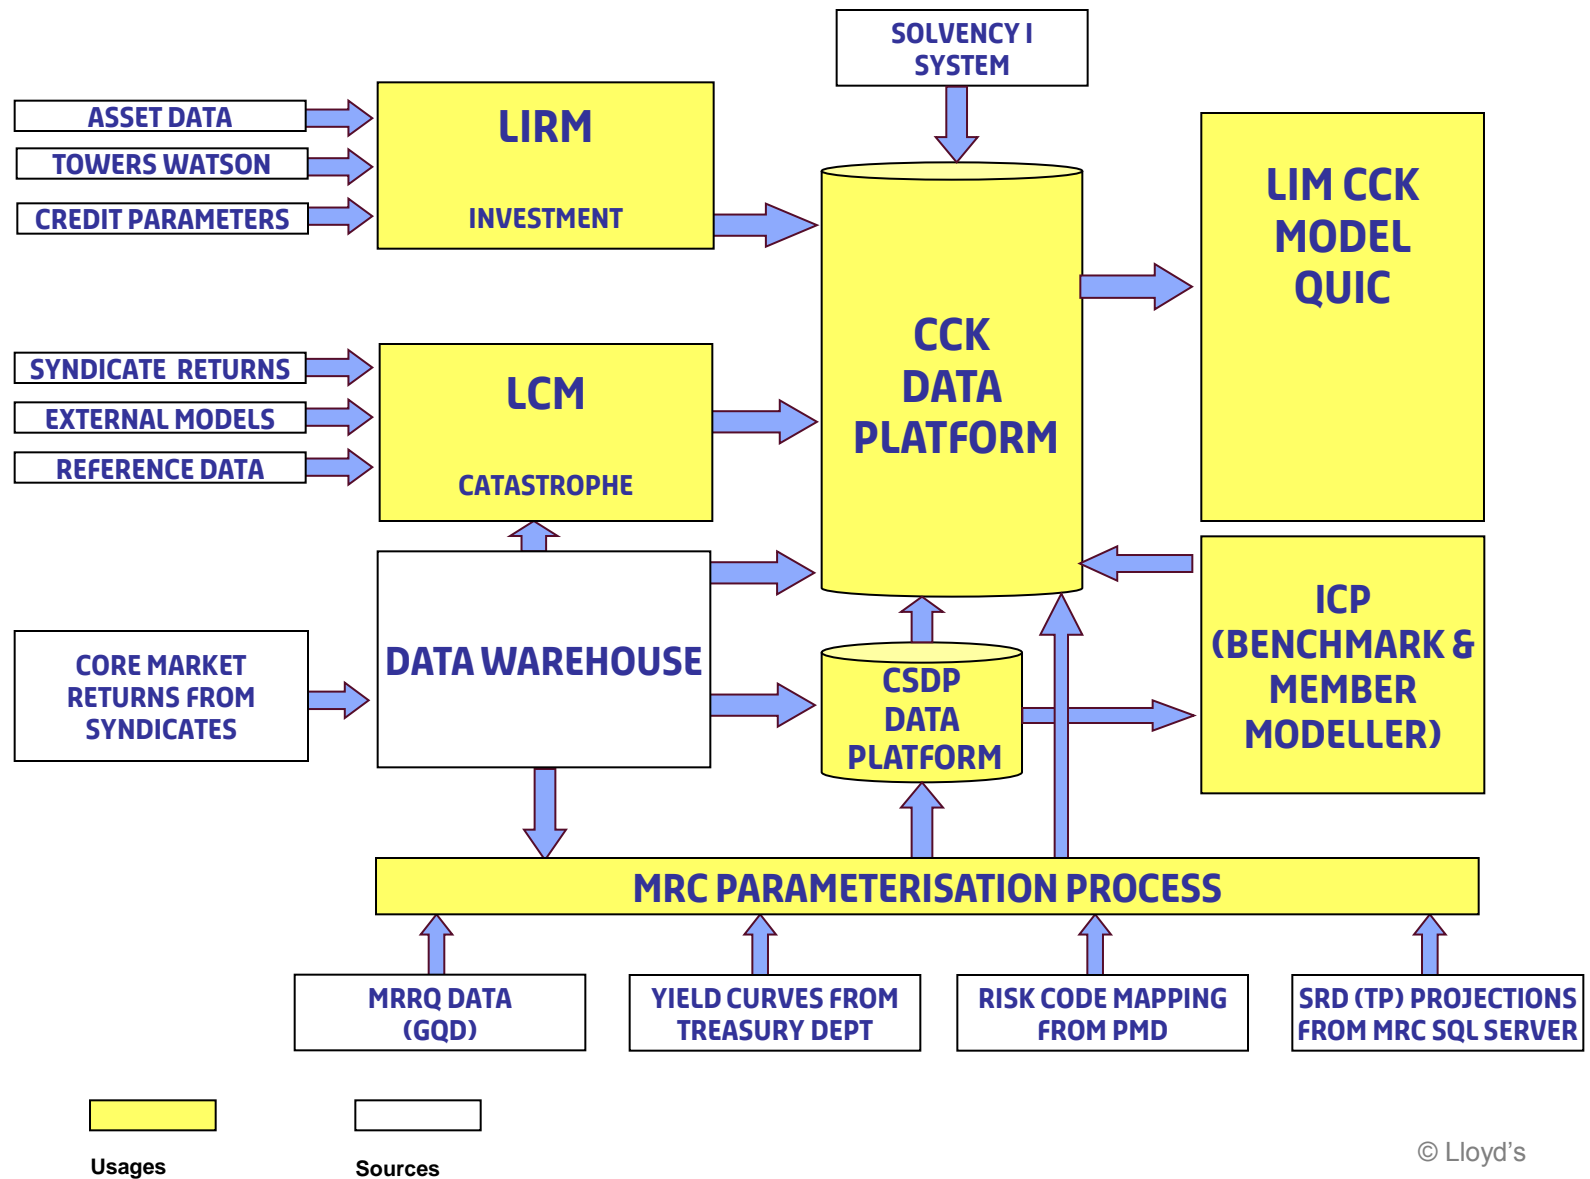 SOLVENCY I
SYSTEM
ASSET DATA
TOWERS WATSON
CREDIT PARAMETERS
LIRM
INVESTMENT
LIM CCK
MODEL
QUIC
CCK
DATA
PLATFORM
SYNDICATE RETURNS
EXTERNAL MODELS
REFERENCE DATA
LCM
CATASTROPHE
CORE MARKET
RETURNS FROM
SYNDICATES
DATA WAREHOUSE
CSDP
DATA
PLATFORM
ICP
(BENCHMARK &
MEMBER
MODELLER)
MRC PARAMETERISATION PROCESS
MRRQ DATA
(GQD)
YIELD CURVES FROM
TREASURY DEPT
RISK CODE MAPPING
FROM PMD
SRD (TP) PROJECTIONS
FROM MRC SQL SERVER
Usages
Sources
© Lloyd's